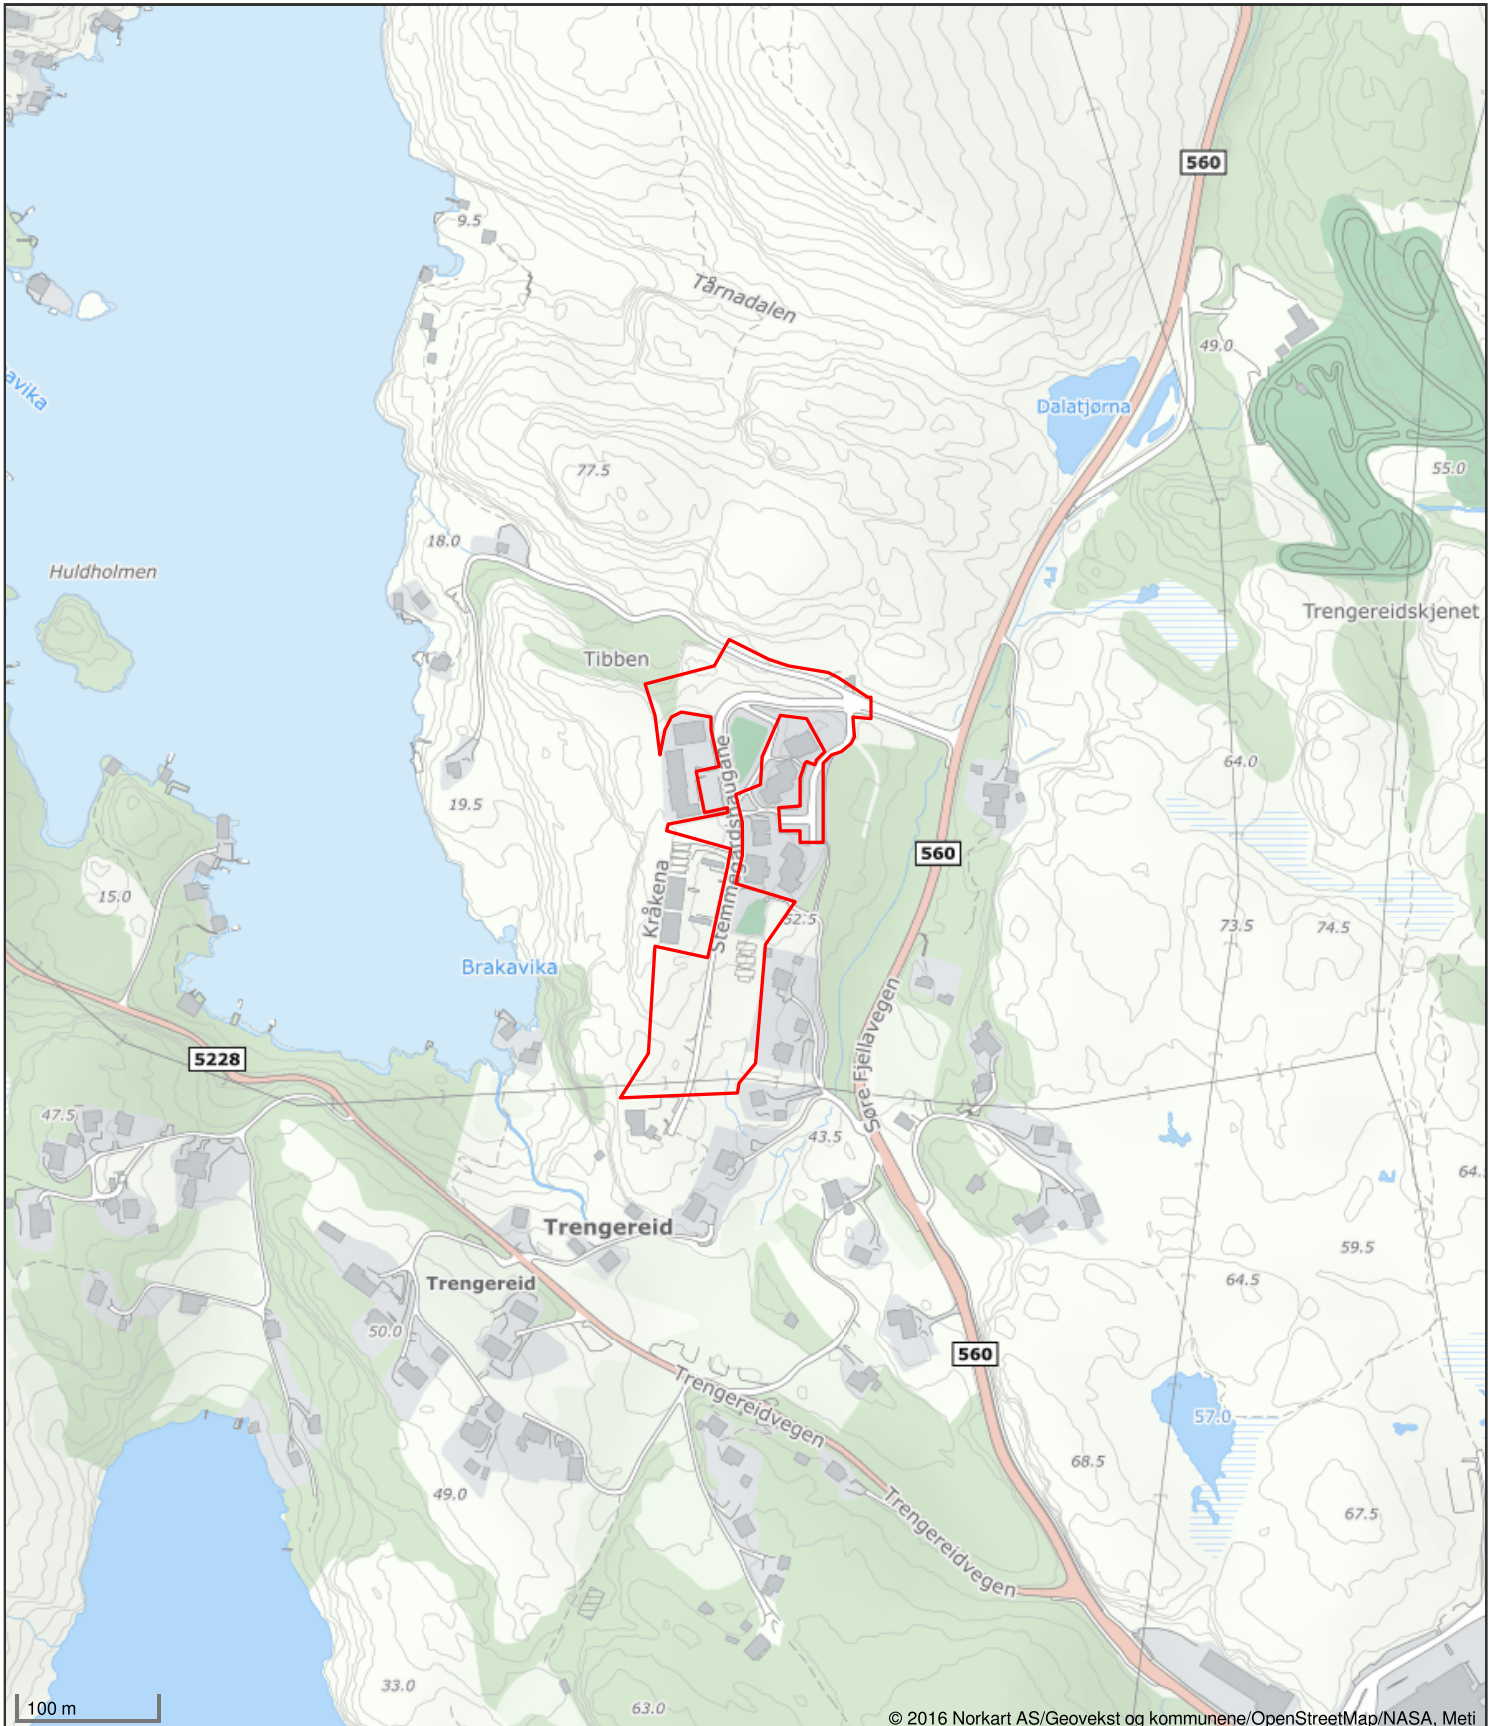 560
9.5
Tårnadalen
49.0
avika
Dalatjørna
77.5
55.0
18.0
Huldholmen
Trengereidskjenet
Tibben
64.0
Stemmegardshaugane
19.5
560
Kråkena
15.0
52.5
73.5
74.5
Brakavika
5228
Søre Fjellavegen
47.5
43.5
64.
Trengereid
59.5
Trengereid
64.5
50.0
560
Trengereidvegen
57.0
68.5
49.0
67.5
Trengereidvegen
33.0
63.0
100 m
© 2016 Norkart AS/Geovekst og kommunene/OpenStreetMap/NASA, Meti